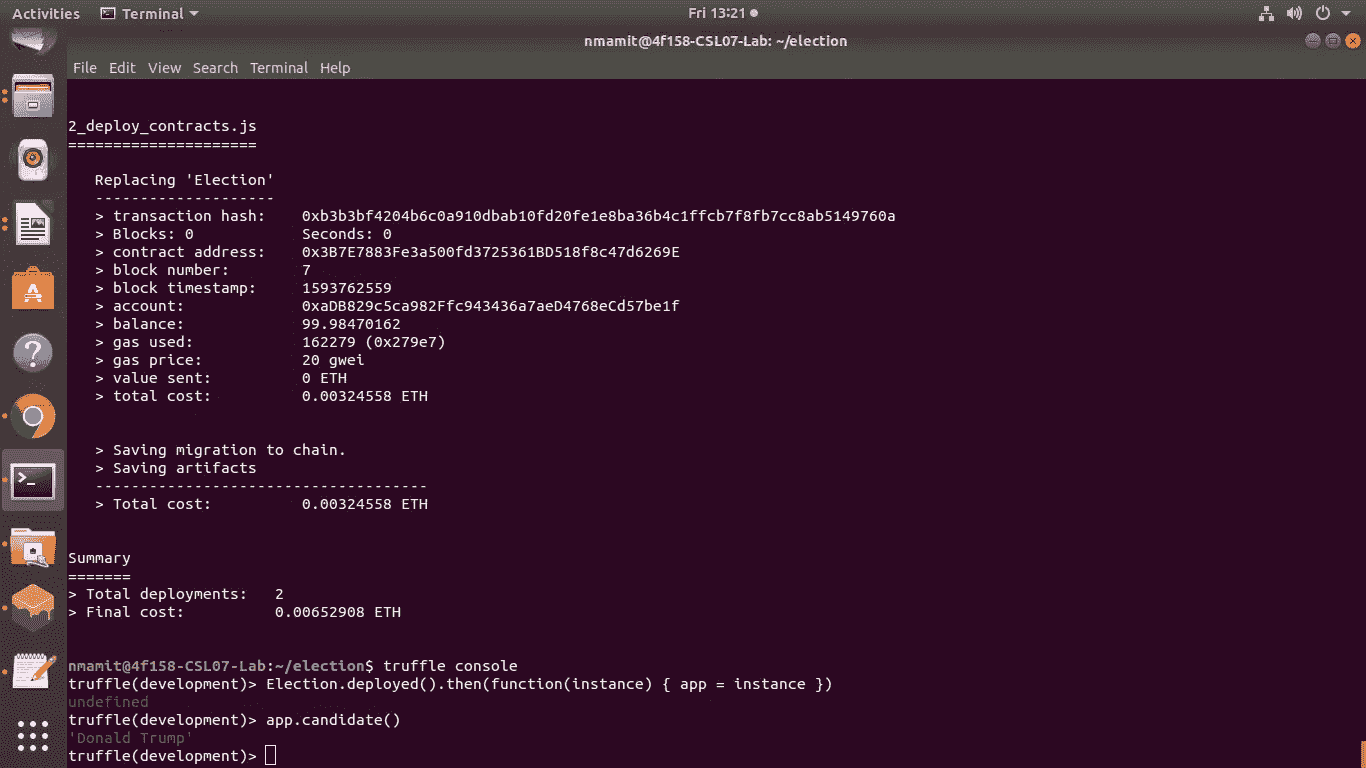 Activities Terminal Fri 13:21
nmamit@4f158-CSL07-Lab: ~/election
File Edit View Search Terminal Help
2_deploy_contracts.js
=====================
Replacing 'Election'
--------------------
> transaction hash: 0xb3b3bf4204b6c0a910dbab10fd20fe1e8ba36b4c1ffcb7f8fb7cc8ab5149760a
> Blocks: 0 Seconds: 0
> contract address: 0x3B7E7883Fe3a500fd3725361BD518f8c47d6269E
> block number: 7
> block timestamp: 1593762559
> account: 0xaDB829c5ca982Ffc943436a7aeD4768eCd57be1f
> balance: 99.98470162
> gas used: 162279 (0x279e7)
> gas price: 20 gwei
> value sent: 0 ETH
> total cost: 0.00324558 ETH
> Saving migration to chain.
> Saving artifacts
-------------------------------------
> Total cost: 0.00324558 ETH
Summary
=======
> Total deployments: 2
> Final cost: 0.00652908 ETH
nmamit@4f158-CSL07-Lab:~/election$ truffle console
truffle(development)> Election.deployed().then(function(instance) { app = instance })
undefined
truffle(development)> app.candidate()
'Donald Trump'
truffle(development)>